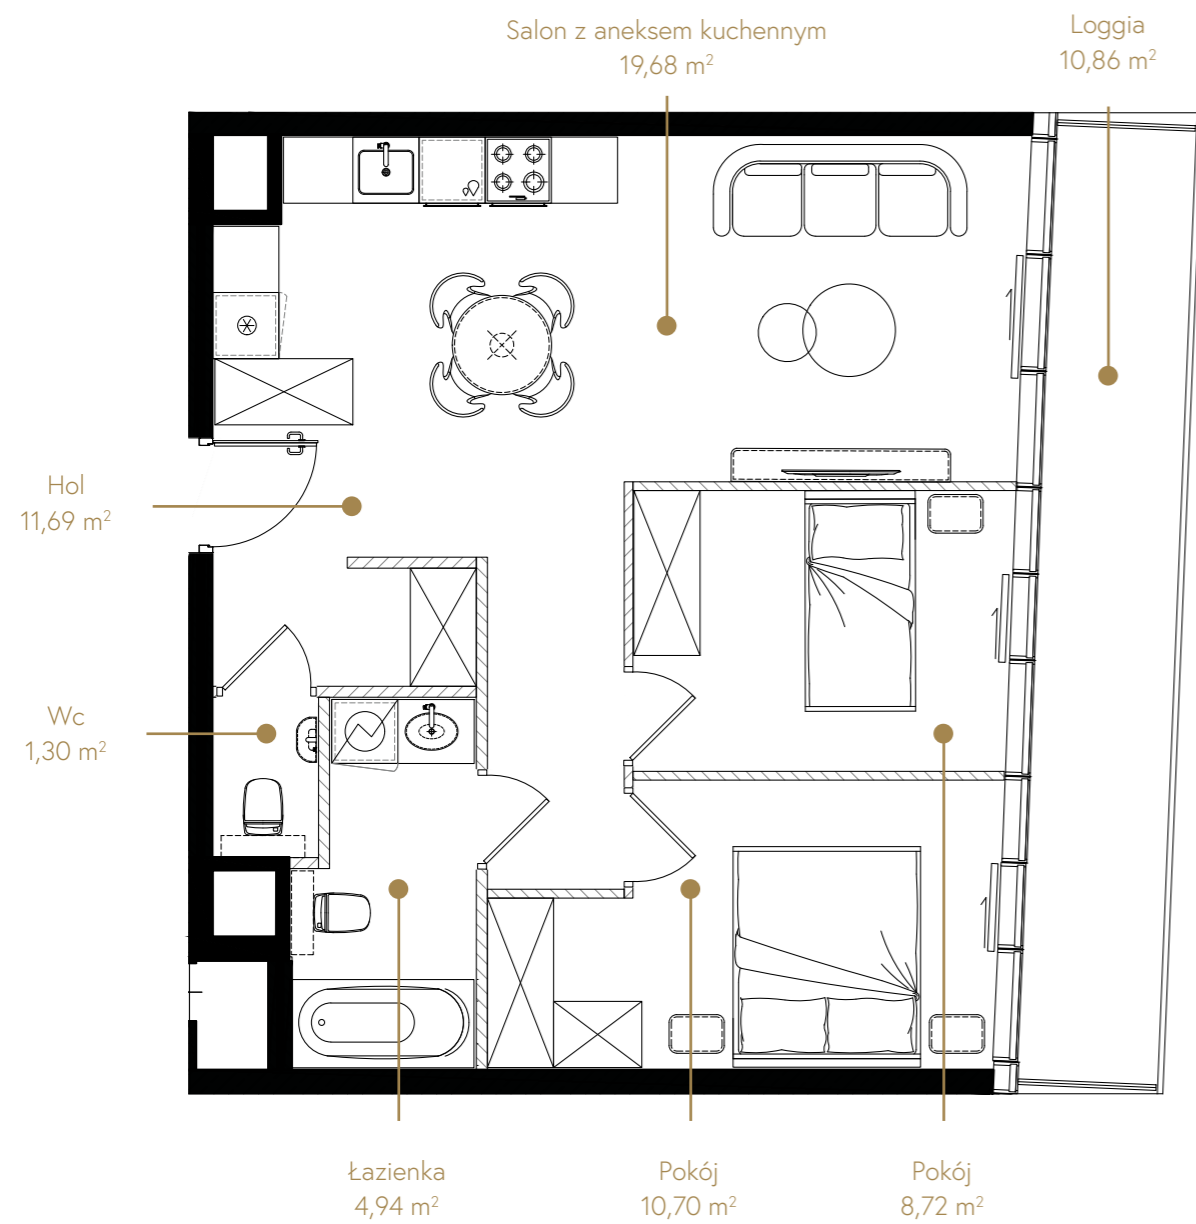 Salon z aneksem kuchennym
19,68 m²
Loggia
10,86 m²
Hol
11,69 m²
Wc
1,30 m²
Łazienka
4,94 m²
Pokój
10,70 m²
Pokój
8,72 m²